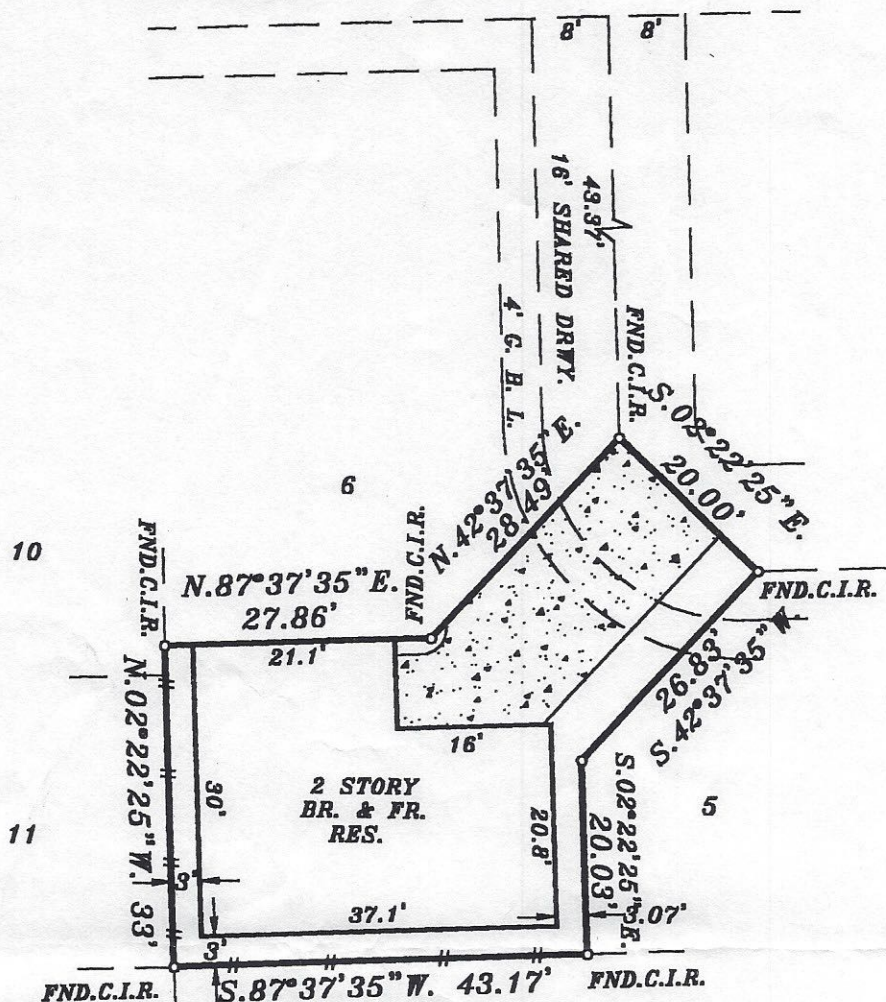 8' 8'
43.37'
16' SHARED DRWY.
4' G. B. L.
FND.C.I.R.
S. 02°22'25" E.
20.00'
N.42°37'35" E.
28.49'
6
10
FND.C.I.R.
N.87°37'35" E.
27.86'
FND.C.I.R.
FND.C.I.R.
21.1'
26.83'
S.42°37'35" W.
N.02°22'25" W. 33'
16'
2 STORY
BR. & FR.
RES.
30'
20.8'
S.02°22'25" E.
20.03'
5
11
3'
37.1'
3.07'
3'
FND.C.I.R.
S.87°37'35" W. 43.17'
FND.C.I.R.